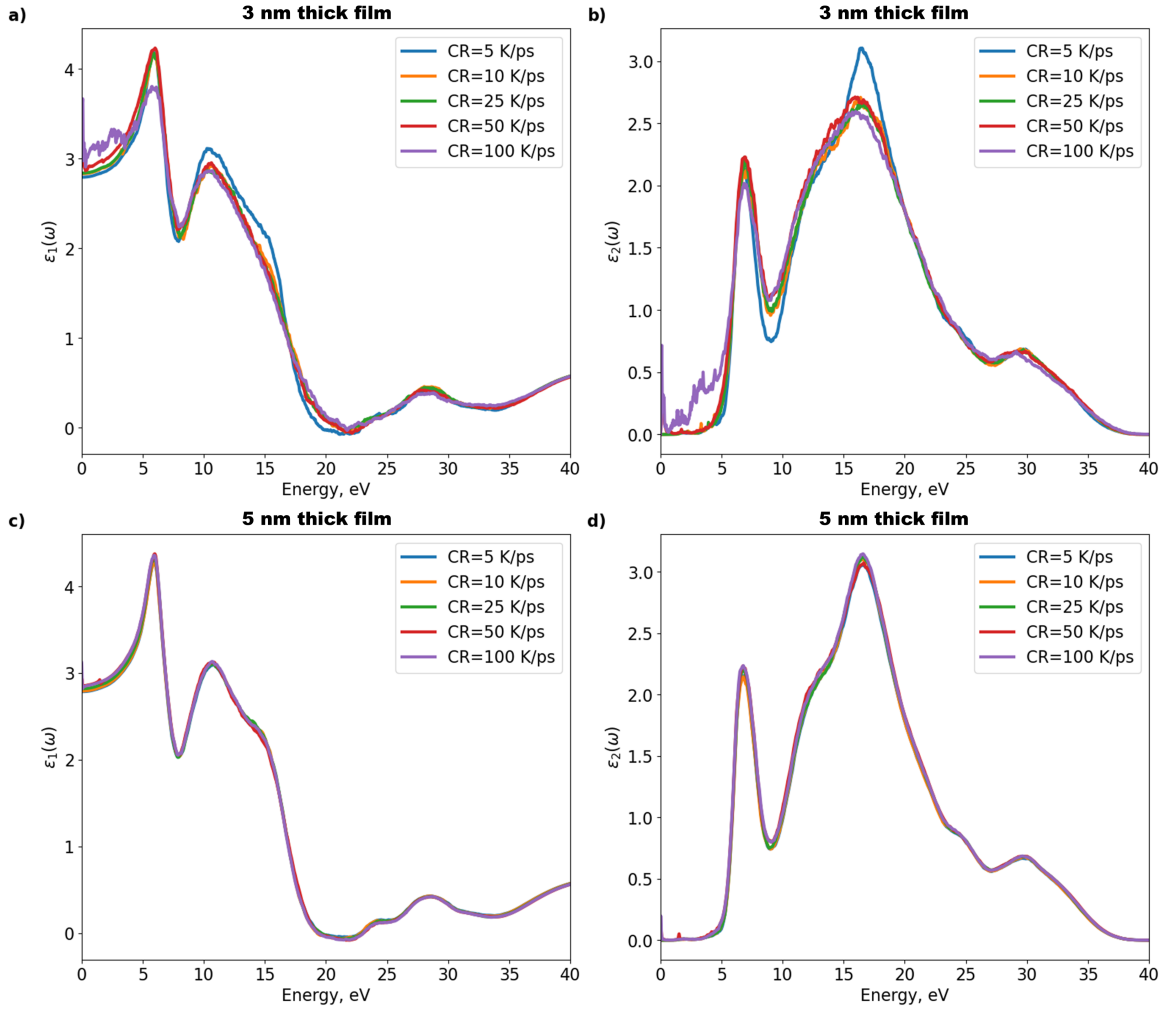 a)
3 nm thick film
CR=5 K/ps
CR=10 K/ps
CR=25 K/ps
CR=50 K/ps
CR=100 K/ps
4
3
2
1
0
ε₁(ω)
0 5 10 15 20 25 30 35 40
Energy, eV
b)
3 nm thick film
CR=5 K/ps
CR=10 K/ps
CR=25 K/ps
CR=50 K/ps
CR=100 K/ps
3.0
2.5
2.0
1.5
1.0
0.5
0.0
ε₂(ω)
0 5 10 15 20 25 30 35 40
Energy, eV
c)
5 nm thick film
CR=5 K/ps
CR=10 K/ps
CR=25 K/ps
CR=50 K/ps
CR=100 K/ps
4
3
2
1
0
ε₁(ω)
0 5 10 15 20 25 30 35 40
Energy, eV
d)
5 nm thick film
CR=5 K/ps
CR=10 K/ps
CR=25 K/ps
CR=50 K/ps
CR=100 K/ps
3.0
2.5
2.0
1.5
1.0
0.5
0.0
ε₂(ω)
0 5 10 15 20 25 30 35 40
Energy, eV